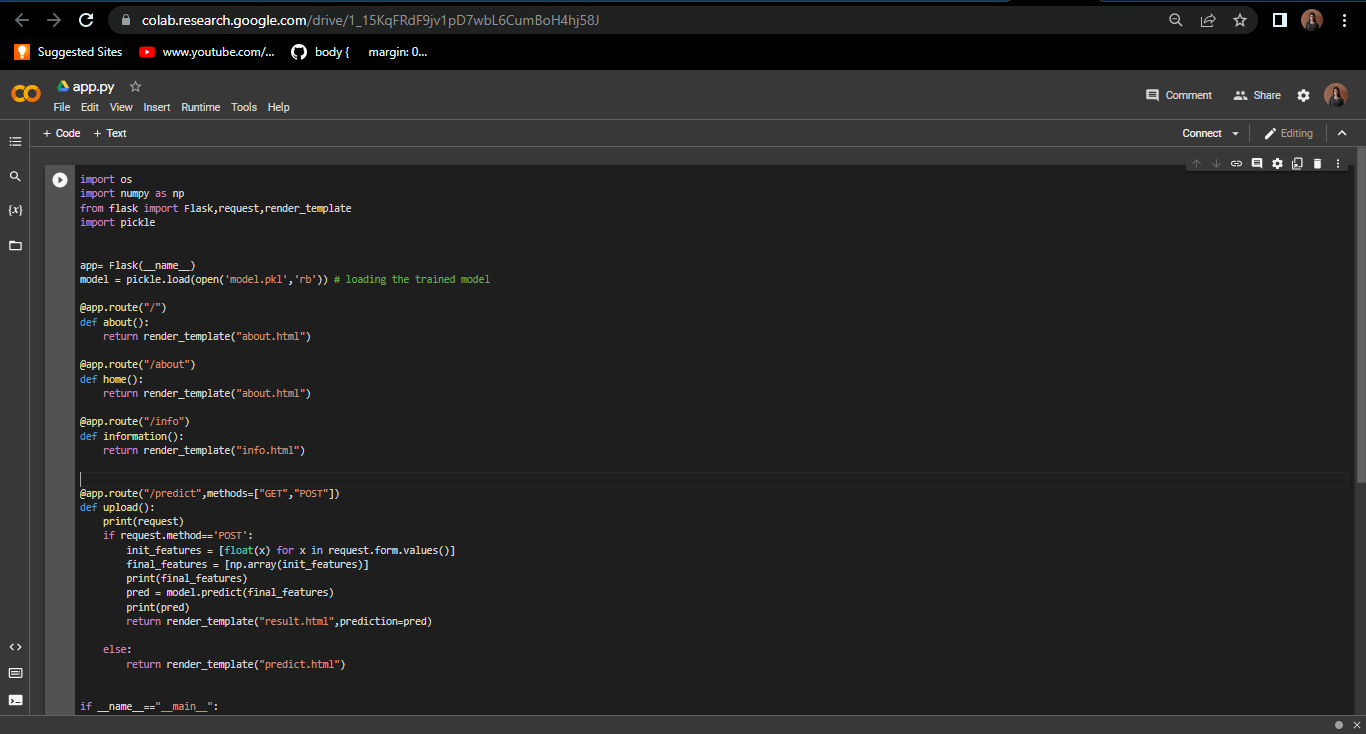 colab.research.google.com/drive/1_15KqFRdF9jv1pD7wbL6CumBoH4hj58J
Suggested Sites www.youtube.com/... body { margin: 0...
app.py
File Edit View Insert Runtime Tools Help
Comment Share
+ Code + Text
Connect Editing
import os
import numpy as np
from flask import Flask,request,render_template
import pickle
app= Flask(__name__)
model = pickle.load(open('model.pkl','rb')) # loading the trained model
@app.route("/")
def about():
    return render_template("about.html")
@app.route("/about")
def home():
    return render_template("about.html")
@app.route("/info")
def information():
    return render_template("info.html")
@app.route("/predict",methods=["GET","POST"])
def upload():
    print(request)
    if request.method=='POST':
        init_features = [float(x) for x in request.form.values()]
        final_features = [np.array(init_features)]
        print(final_features)
        pred = model.predict(final_features)
        print(pred)
        return render_template("result.html",prediction=pred)
    else:
        return render_template("predict.html")
if __name__=="__main__":